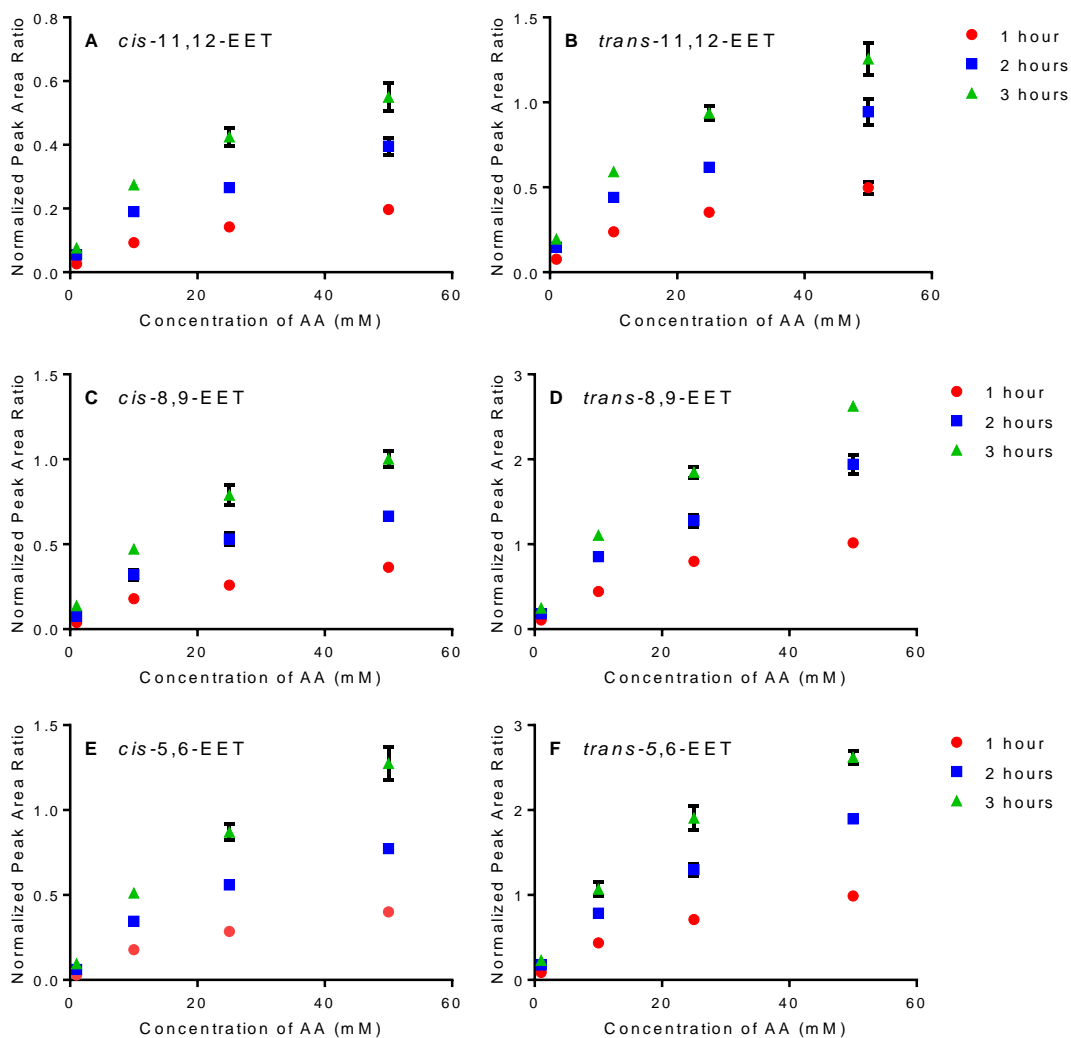 A cis-11,12-EET
Normalized Peak Area Ratio
0.8
0.6
0.4
0.2
0.0
0 20 40 60
Concentration of AA (mM)
B trans-11,12-EET
Normalized Peak Area Ratio
1.5
1.0
0.5
0.0
0 20 40 60
Concentration of AA (mM)
1 hour
2 hours
3 hours
C cis-8,9-EET
Normalized Peak Area Ratio
1.5
1.0
0.5
0.0
0 20 40 60
Concentration of AA (mM)
D trans-8,9-EET
Normalized Peak Area Ratio
3
2
1
0
0 20 40 60
Concentration of AA (mM)
1 hour
2 hours
3 hours
E cis-5,6-EET
Normalized Peak Area Ratio
1.5
1.0
0.5
0.0
0 20 40 60
Concentration of AA (mM)
F trans-5,6-EET
Normalized Peak Area Ratio
3
2
1
0
0 20 40 60
Concentration of AA (mM)
1 hour
2 hours
3 hours